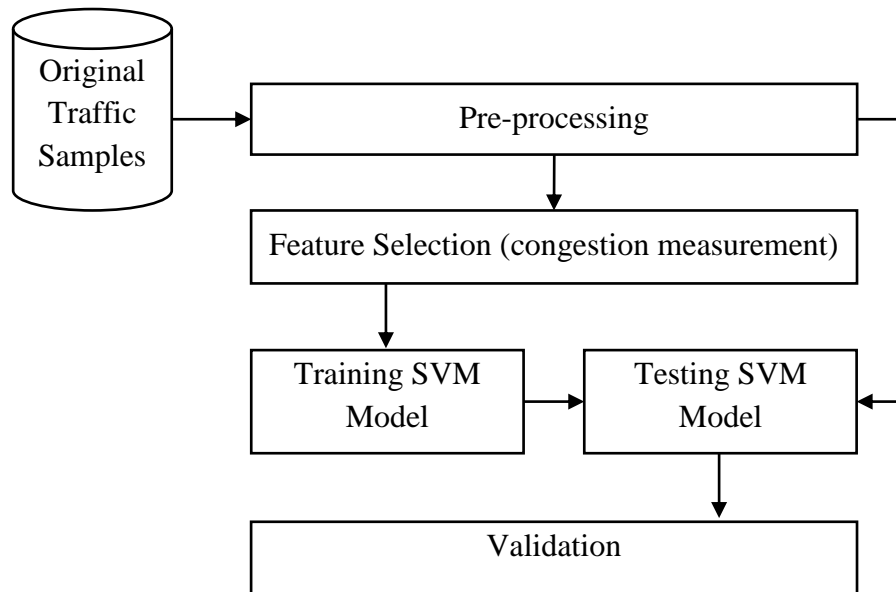 Original
Traffic
Samples
Pre-processing
Feature Selection (congestion measurement)
Training SVM
Model
Testing SVM
Model
Validation